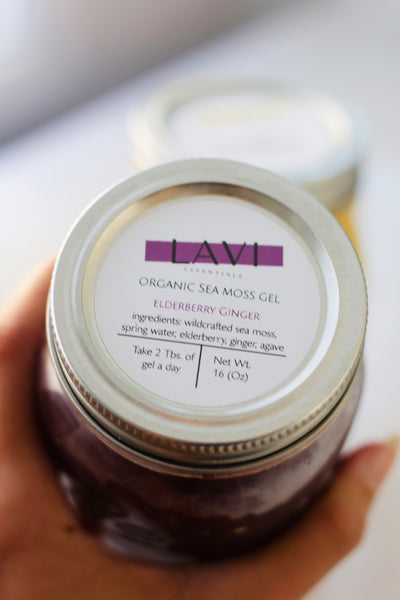 LAVI
ESSENTIALS
ORGANIC SEA MOSS GEL
ELDERBERRY GINGER
ingredients: wildcrafted sea moss,
spring water, elderberry, ginger, agave
Take 2 Tbs. of
gel a day
Net Wt.
16 (Oz)